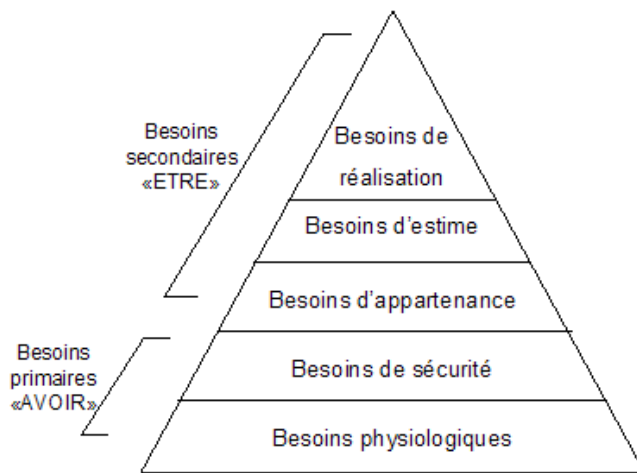 Besoins
secondaires
«ETRE»
Besoins de
réalisation
Besoins d'estime
Besoins d'appartenance
Besoins
primaires
«AVOIR»
Besoins de sécurité
Besoins physiologiques